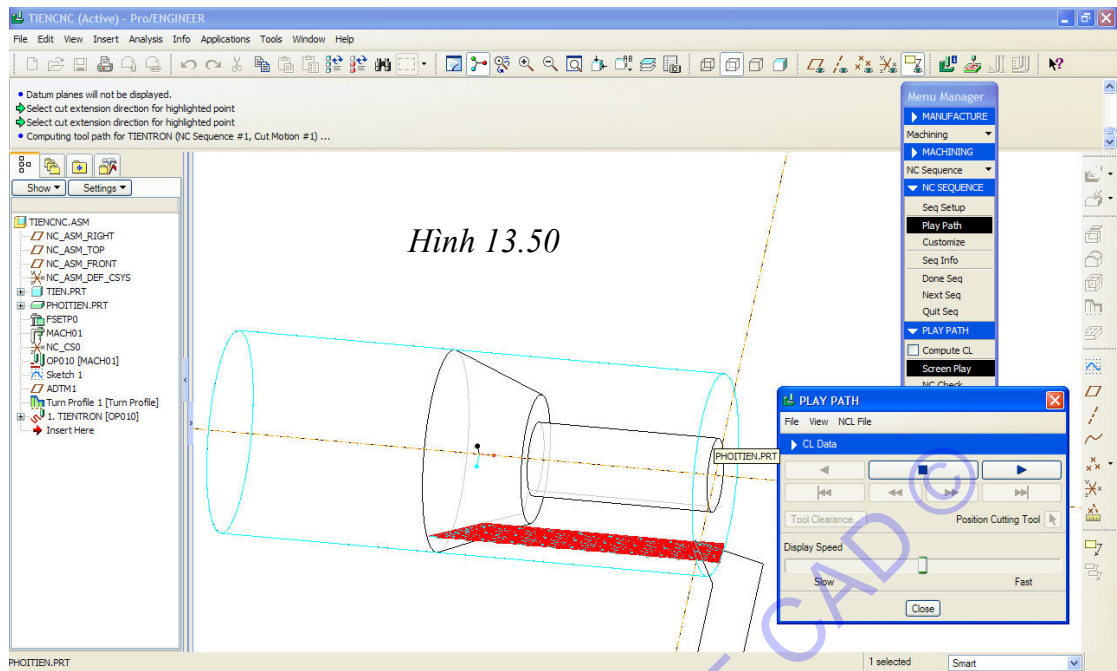 TIENCNC (Active) - Pro/ENGINEER
File Edit View Insert Analysis Info Applications Tools Window Help
• Datum planes will not be displayed.
Select cut extension direction for highlighted point
Select cut extension direction for highlighted point
• Computing tool path for TIENTRON (NC Sequence #1, Cut Motion #1) ...
Show
Settings
TIENCNC.ASM
NC_ASM_RIGHT
NC_ASM_TOP
NC_ASM_FRONT
NC_ASM_DEF_CSYS
TIEN.PRT
PHOITIEN.PRT
FSETP0
MACH01
NC_CS0
OP010 [MACH01]
Sketch 1
ADTM1
Turn Profile 1 [Turn Profile]
1. TIENTRON [OP010]
Insert Here
Hình 13.50
PHOITIEN.PRT
Menu Manager
MANUFACTURE
Machining
MACHINING
NC Sequence
NC SEQUENCE
Seq Setup
Play Path
Customize
Seq Info
Done Seq
Next Seq
Quit Seq
PLAY PATH
Compute CL
Screen Play
NC Check
PLAY PATH
File View NCL File
CL Data
Tool Clearance...
Position Cutting Tool
Display Speed
Slow
Fast
Close
CAD ©
PHOITIEN.PRT
1 selected
Smart